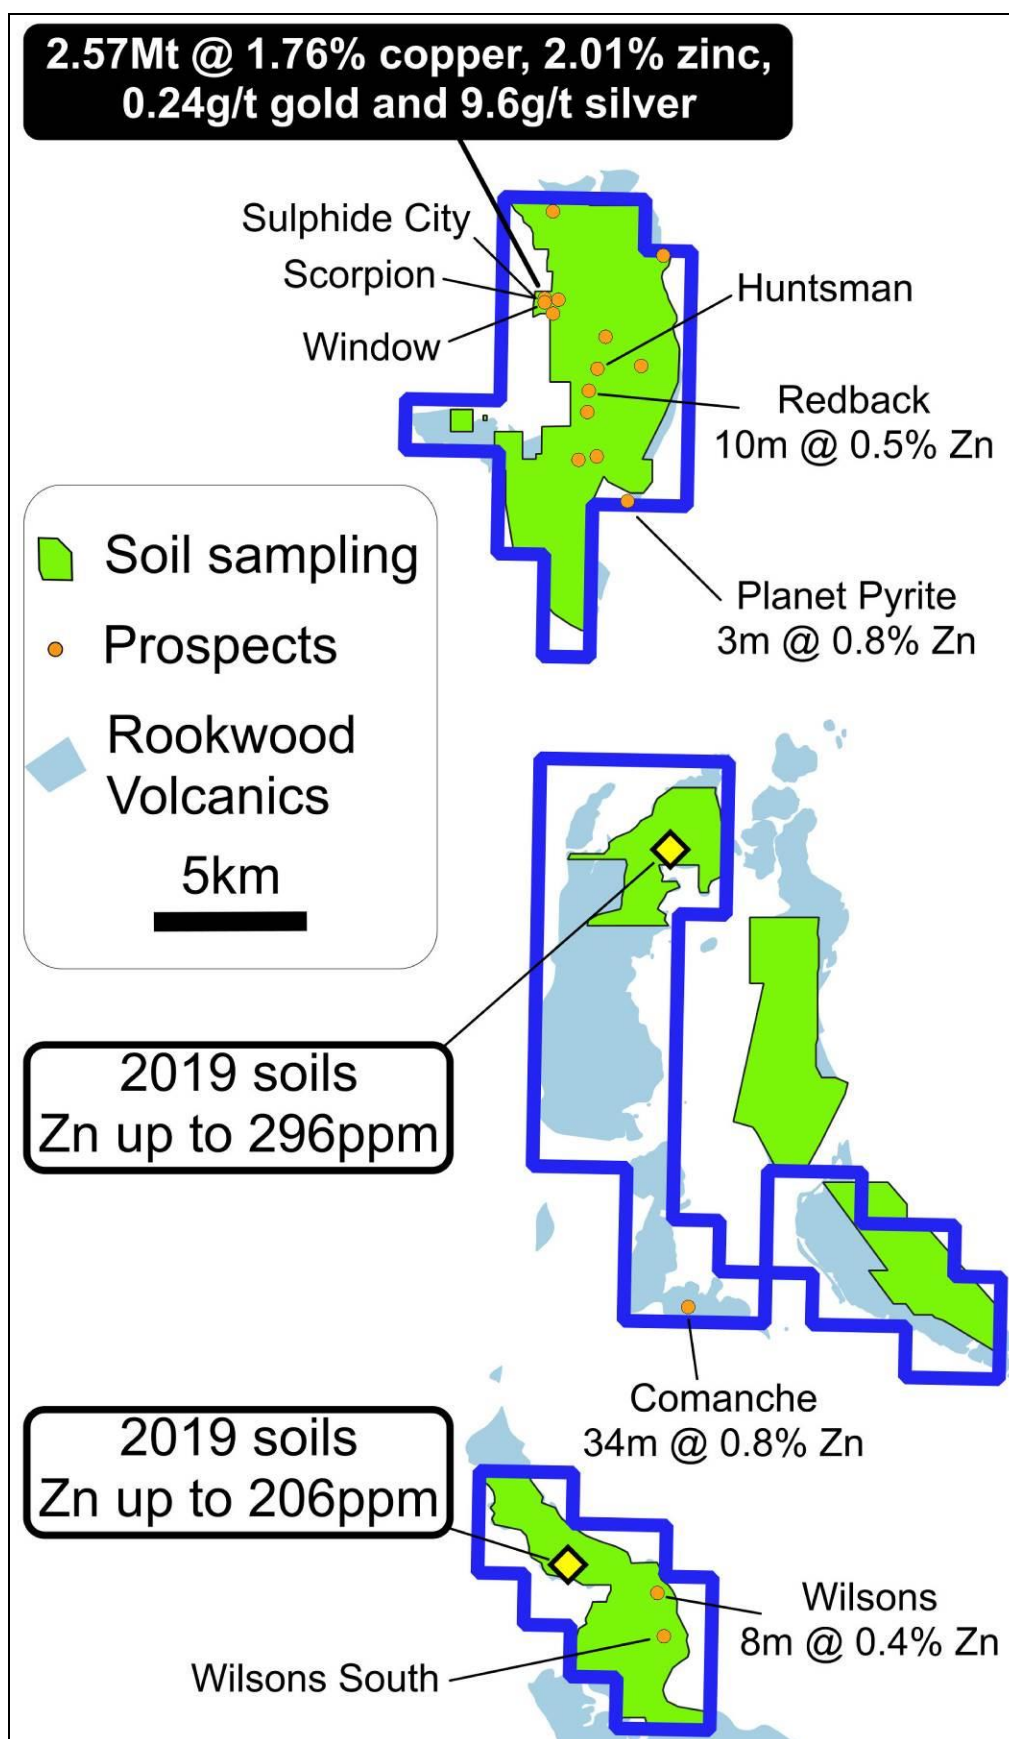 2.57Mt @ 1.76% copper, 2.01% zinc,
0.24g/t gold and 9.6g/t silver
Sulphide City
Scorpion
Window
Huntsman
Redback
10m @ 0.5% Zn
Planet Pyrite
3m @ 0.8% Zn
Soil sampling
Prospects
Rookwood
Volcanics
5km
2019 soils
Zn up to 296ppm
Comanche
34m @ 0.8% Zn
2019 soils
Zn up to 206ppm
Wilsons
8m @ 0.4% Zn
Wilsons South